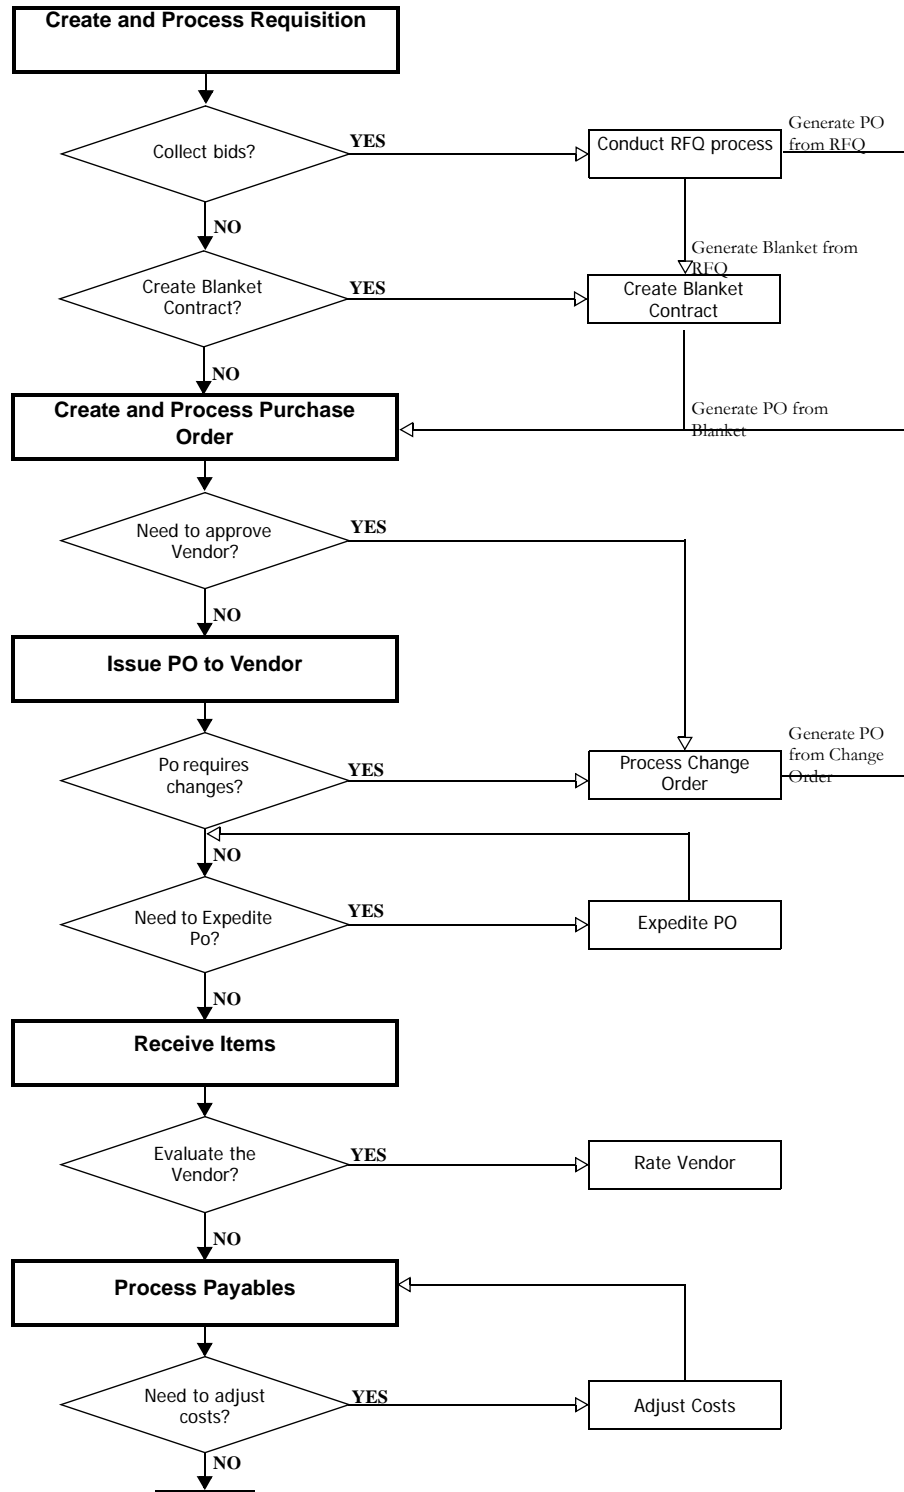 Create and Process Requisition
Collect bids?
YES
Conduct RFQ process
Generate PO
from RFQ
NO
Generate Blanket from
RFQ
Create Blanket
Contract?
YES
Create Blanket
Contract
NO
Create and Process Purchase
Order
Generate PO from
Blanket
Need to approve
Vendor?
YES
NO
Issue PO to Vendor
Po requires
changes?
YES
Process Change
Order
Generate PO
from Change
Order
NO
Need to Expedite
Po?
YES
Expedite PO
NO
Receive Items
Evaluate the
Vendor?
YES
Rate Vendor
NO
Process Payables
Need to adjust
costs?
YES
Adjust Costs
NO